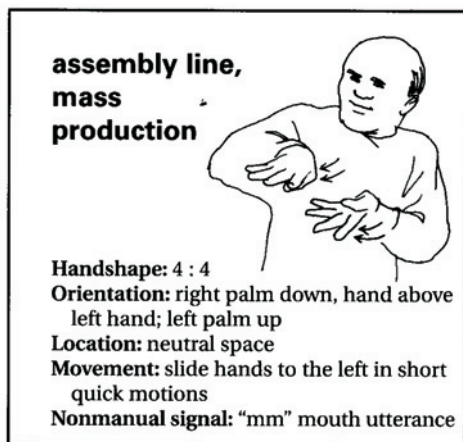 assembly line,
mass
production
Handshape: 4 : 4
Orientation: right palm down, hand above
left hand; left palm up
Location: neutral space
Movement: slide hands to the left in short
quick motions
Nonmanual signal: “mm” mouth utterance